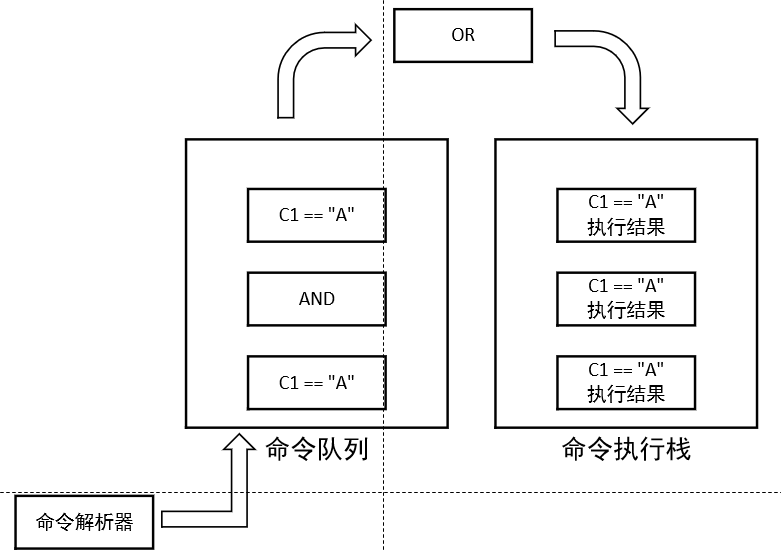 OR
C1 == "A"
AND
C1 == "A"
命令队列
C1 == "A"
执行结果
C1 == "A"
执行结果
C1 == "A"
执行结果
命令执行栈
命令解析器